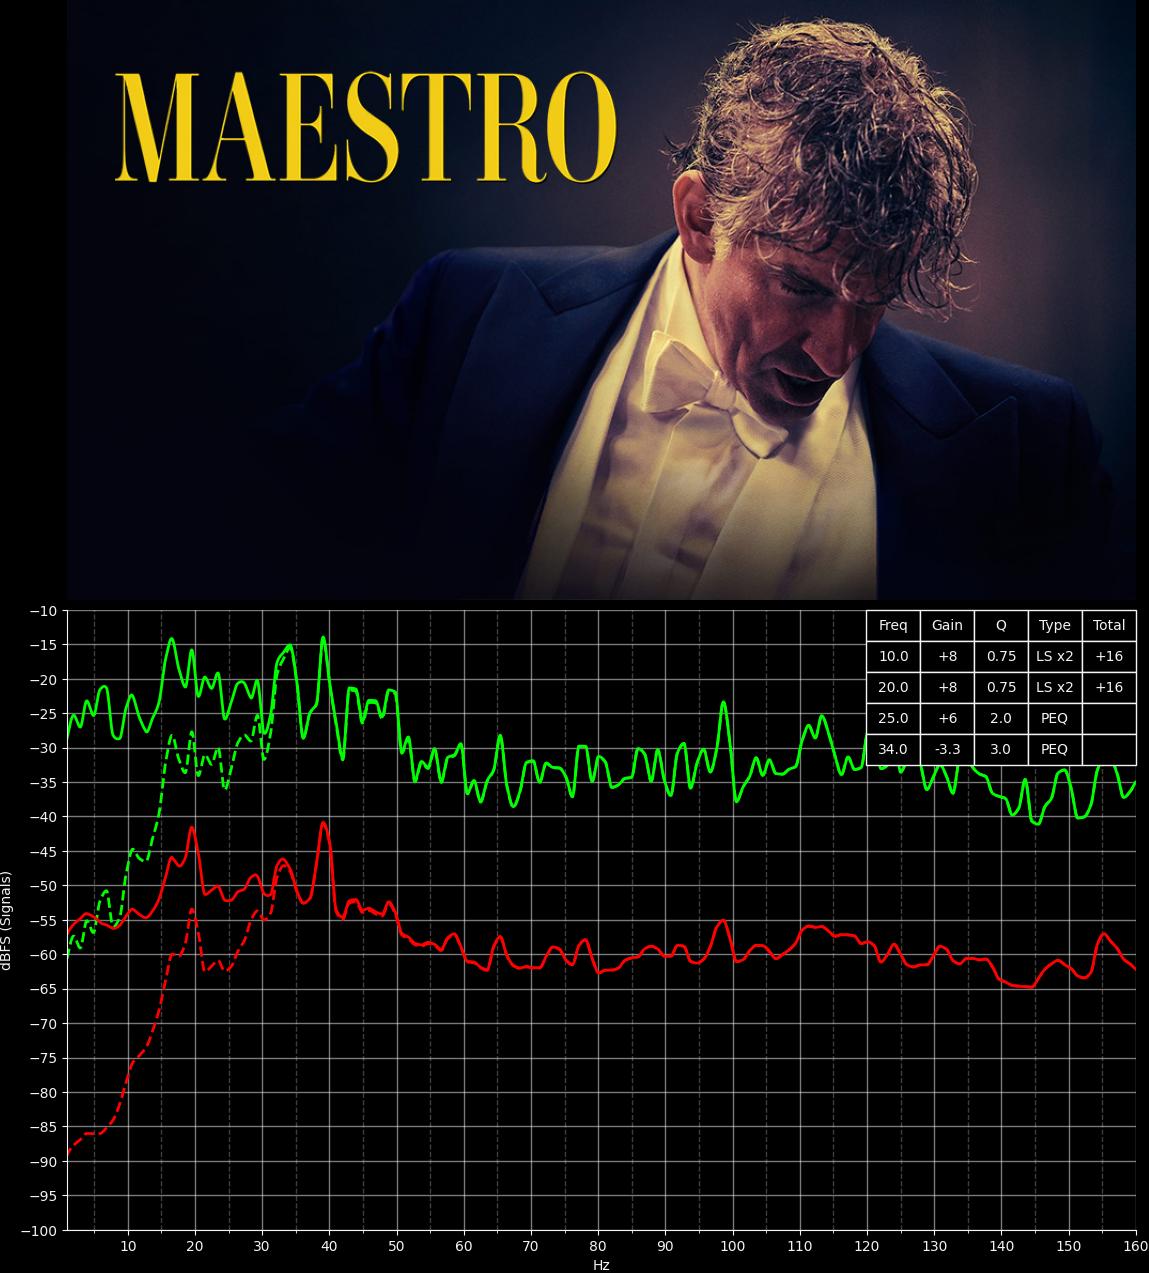 MAESTRO
Freq Gain Q Type Total
10.0 +8 0.75 LS x2 +16
20.0 +8 0.75 LS x2 +16
25.0 +6 2.0 PEQ
34.0 -3.3 3.0 PEQ
dBFS (Signals)
−10
−15
−20
−25
−30
−35
−40
−45
−50
−55
−60
−65
−70
−75
−80
−85
−90
−95
−100
10 20 30 40 50 60 70 80 90 100 110 120 130 140 150 160
Hz